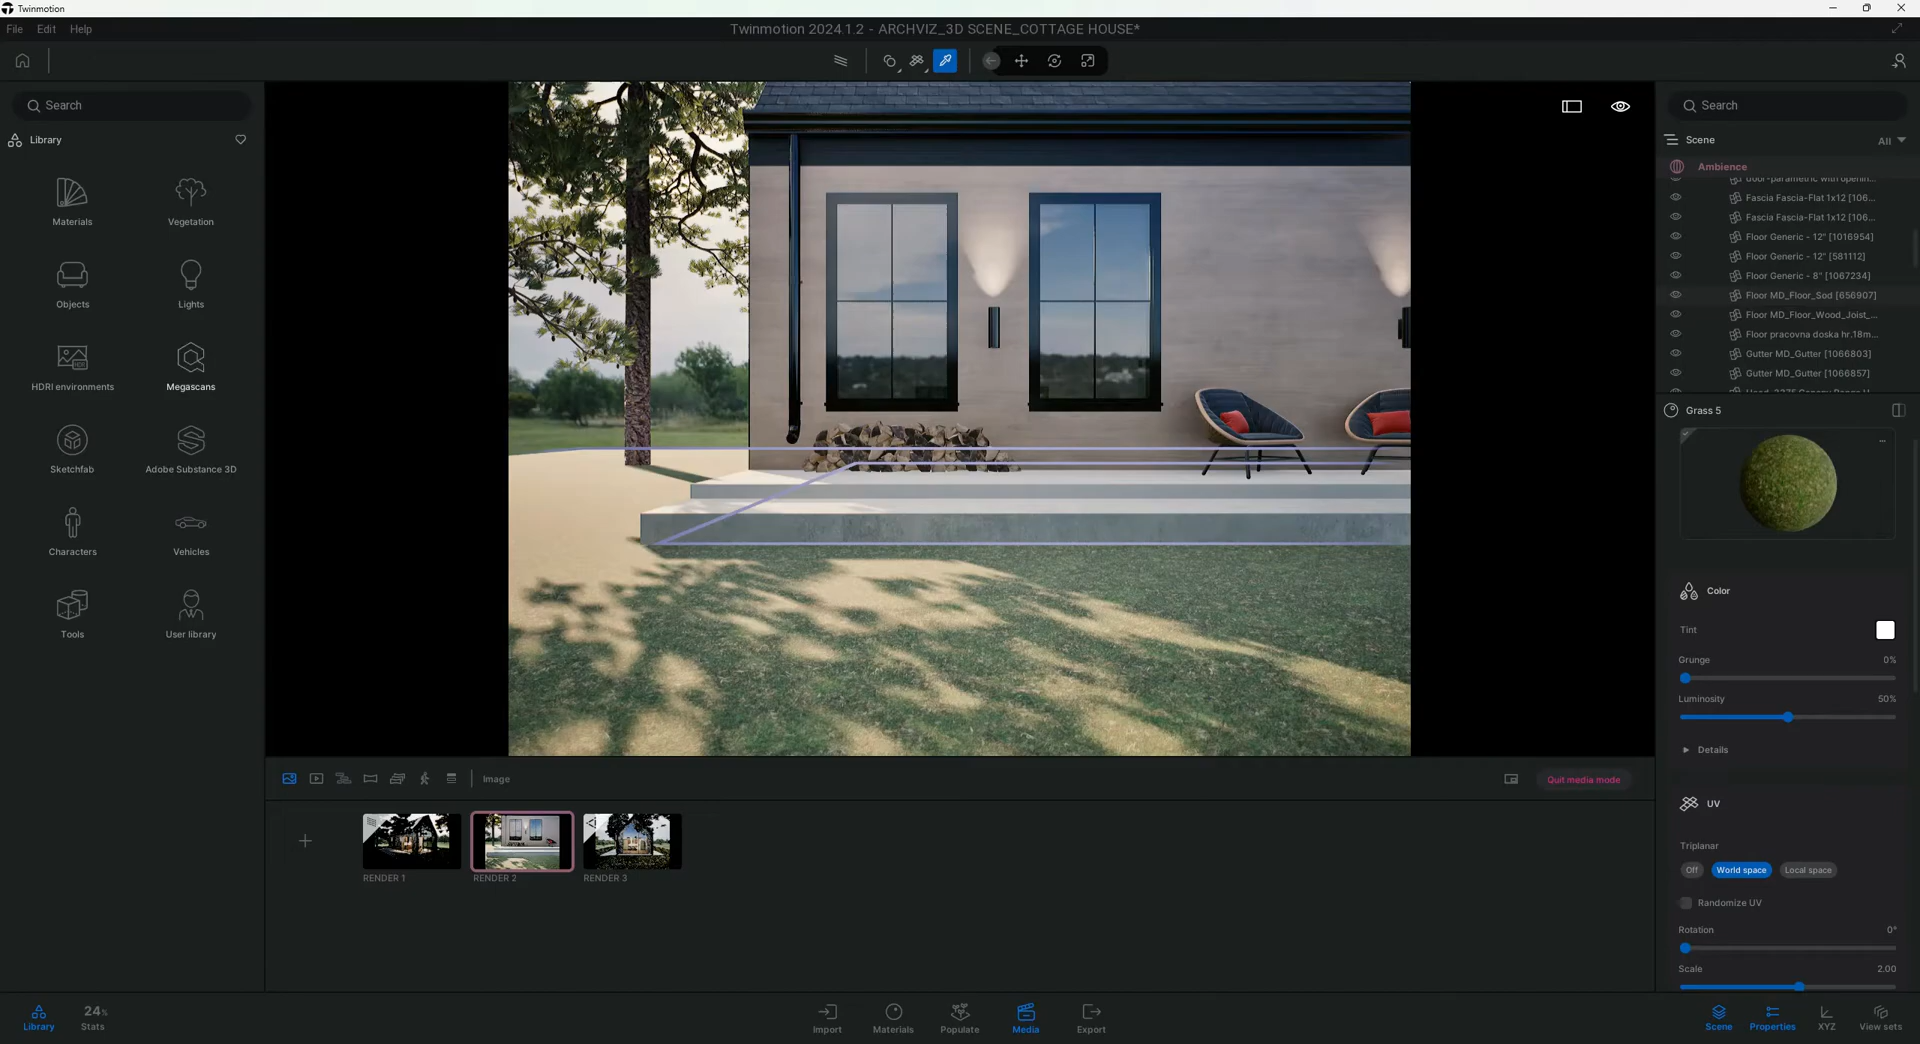 Twinmotion
File Edit Help
Twinmotion 2024.1.2 - ARCHVIZ_3D SCENE_COTTAGE HOUSE*
Search
Library
Materials
Vegetation
Objects
Lights
HDRI environments
Megascans
Sketchfab
Adobe Substance 3D
Characters
Vehicles
Tools
User library
Search
Scene
All
Ambience
door-parametric with openin...
Fascia Fascia-Flat 1x12 [106...
Fascia Fascia-Flat 1x12 [106...
Floor Generic - 12" [1016954]
Floor Generic - 12" [581112]
Floor Generic - 8" [1067234]
Floor MD_Floor_Sod [656907]
Floor MD_Floor_Wood_Joist_...
Floor pracovna doska hr.18m...
Gutter MD_Gutter [1066803]
Gutter MD_Gutter [1066857]
Grass 5
Color
Tint
Grunge 0%
Luminosity 50%
Details
UV
Triplanar
Off World space Local space
Randomize UV
Rotation 0°
Scale 2.00
Image
Quit media mode
RENDER 1
RENDER 2
RENDER 3
Library
24%
Stats
Import
Materials
Populate
Media
Export
Scene
Properties
XYZ
View sets